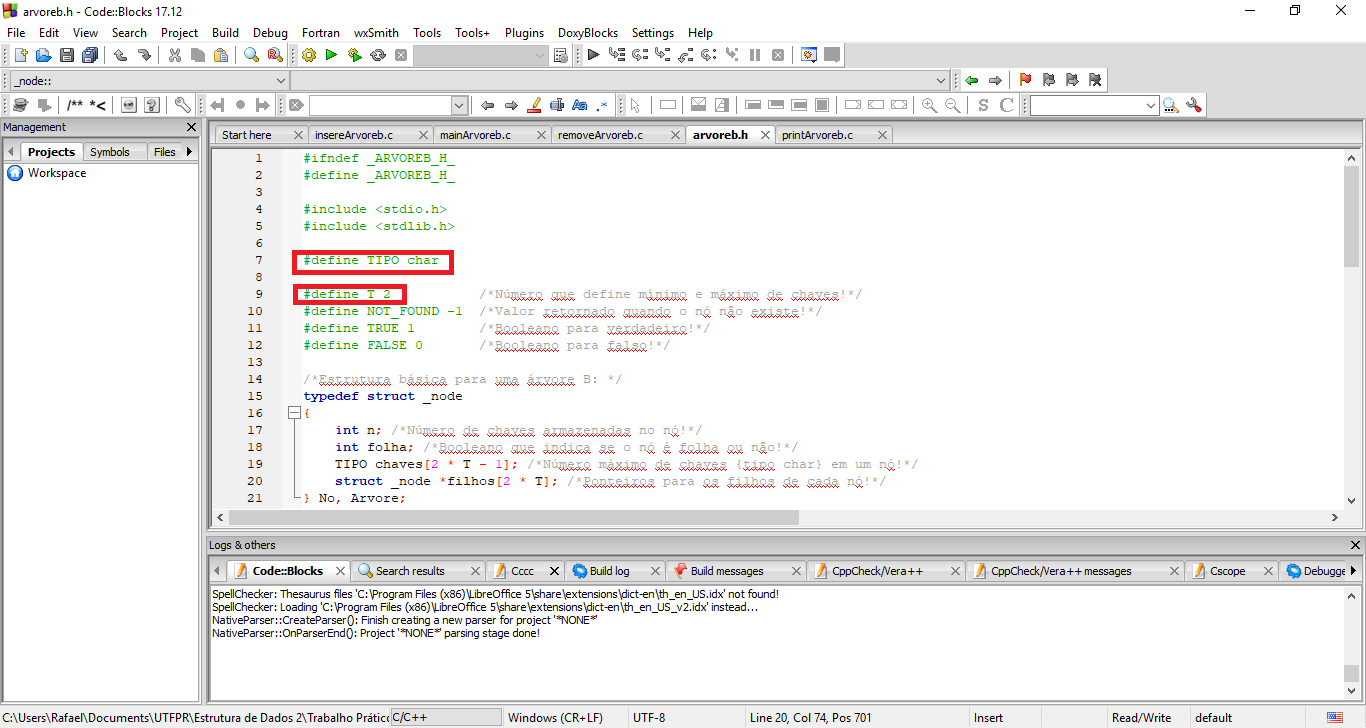 arvoreb.h - Code::Blocks 17.12
File Edit View Search Project Build Debug Fortran wxSmith Tools Tools+ Plugins DoxyBlocks Settings Help
_node::
/** *<
Aa .*
S C
Management
Projects Symbols Files
Workspace
Start here insereArvoreb.c mainArvoreb.c removeArvoreb.c arvoreb.h printArvoreb.c
1 #ifndef _ARVOREB_H_
2 #define _ARVOREB_H_
3
4 #include <stdio.h>
5 #include <stdlib.h>
6
7 #define TIPO char
8
9 #define T 2 /*Número que define mínimo e máximo de chaves!*/
10 #define NOT_FOUND -1 /*Valor retornado quando o nó não existe!*/
11 #define TRUE 1 /*Booleano para verdadeiro!*/
12 #define FALSE 0 /*Booleano para falso!*/
13
14 /*Estrutura básica para uma árvore B: */
15 typedef struct _node
16 {
17 int n; /*Número de chaves armazenadas no nó!*/
18 int folha; /*Booleano que indica se o nó é folha ou não!*/
19 TIPO chaves[2 * T - 1]; /*Número máximo de chaves {tipo char} em um nó!*/
20 struct _node *filhos[2 * T]; /*Ponteiros para os filhos de cada nó!*/
21 } No, Arvore;
Logs & others
Code::Blocks Search results Cccc Build log Build messages CppCheck/Vera++ CppCheck/Vera++ messages Cscope Debugge
SpellChecker: Thesaurus files 'C:\Program Files (x86)\LibreOffice 5\share\extensions\dict-en\th_en_US.idx' not found!
SpellChecker: Loading 'C:\Program Files (x86)\LibreOffice 5\share\extensions\dict-en\th_en_US_v2.idx' instead...
NativeParser::CreateParser(): Finish creating a new parser for project '*NONE*'
NativeParser::OnParserEnd(): Project '*NONE*' parsing stage done!
C:\Users\Rafael\Documents\UTFPR\Estrutura de Dados 2\Trabalho Prático C/C++ Windows (CR+LF) UTF-8 Line 20, Col 74, Pos 701 Insert Read/Write default